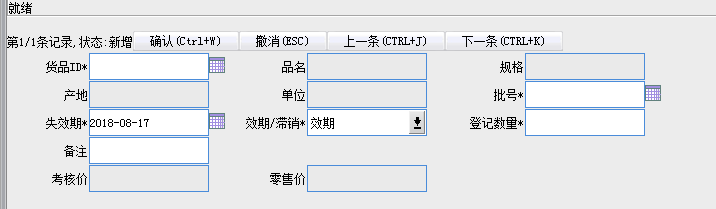 就绪
第1/1条记录,状态:新增 确认(Ctrl+W) 撤消(ESC) 上一条(CTRL+J) 下一条(CTRL+K)
货品ID* 品名 规格
产地 单位 批号*
失效期* 2018-08-17 效期/滞销* 效期 登记数量*
备注
考核价 零售价